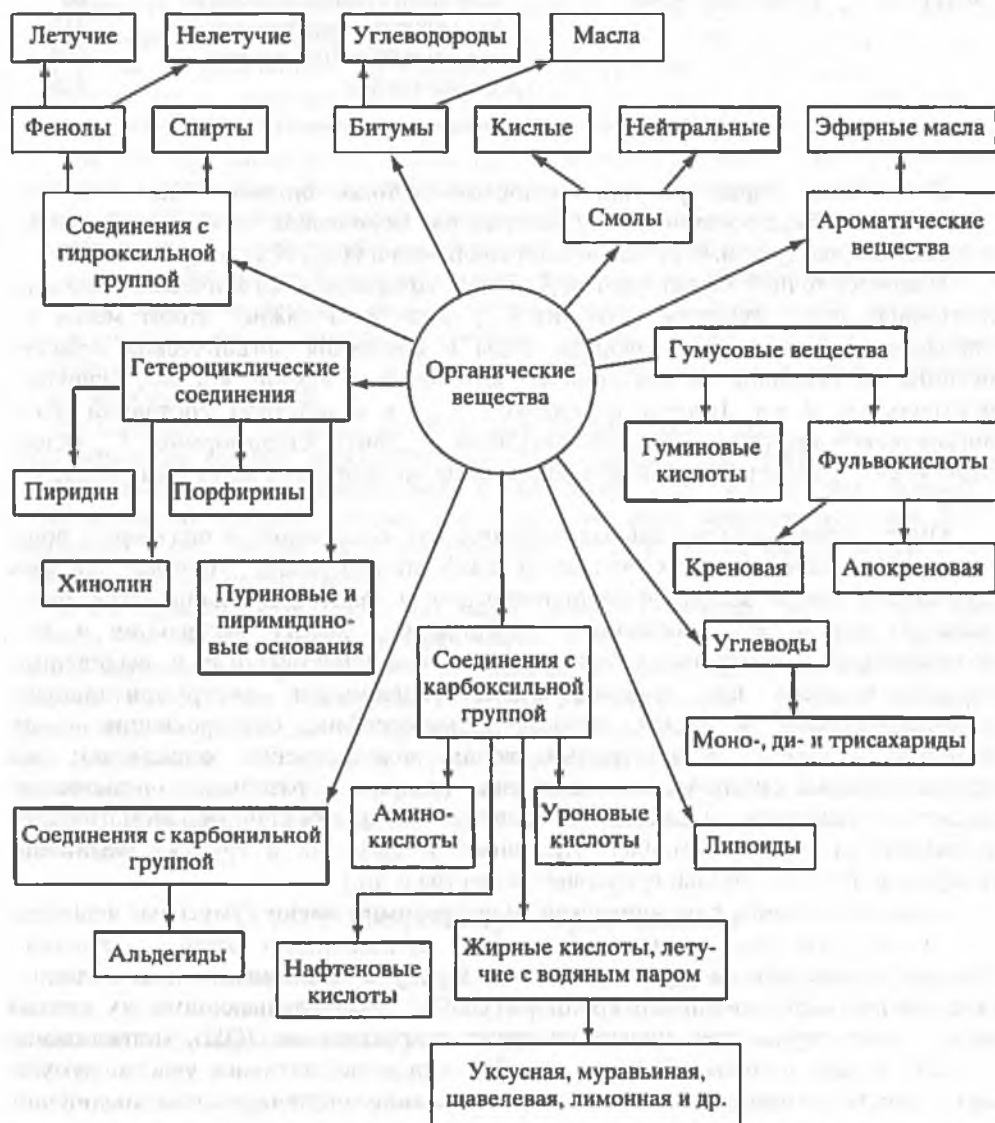 Летучие
Нелетучие
Углеводороды
Масла
Фенолы
Спирты
Битумы
Кислые
Нейтральные
Эфирные масла
Соединения с
гидроксильной
группой
Смолы
Ароматические
вещества
Гетероциклические
соединения
Органические
вещества
Гумусовые вещества
Гуминовые
кислоты
Фульвокислоты
Пиридин
Порфирины
Креновая
Апокреновая
Хинолин
Пуриновые и
пиримидино-
вые основания
Углеводы
Соединения с
карбоксильной
группой
Моно-, ди- и трисахариды
Соединения с карбонильной
группой
Амино-
кислоты
Уроновые
кислоты
Липоиды
Альдегиды
Нафтеновые
кислоты
Жирные кислоты, лету-
чие с водяным паром
Уксусная, муравьиная,
щавелевая, лимонная и др.